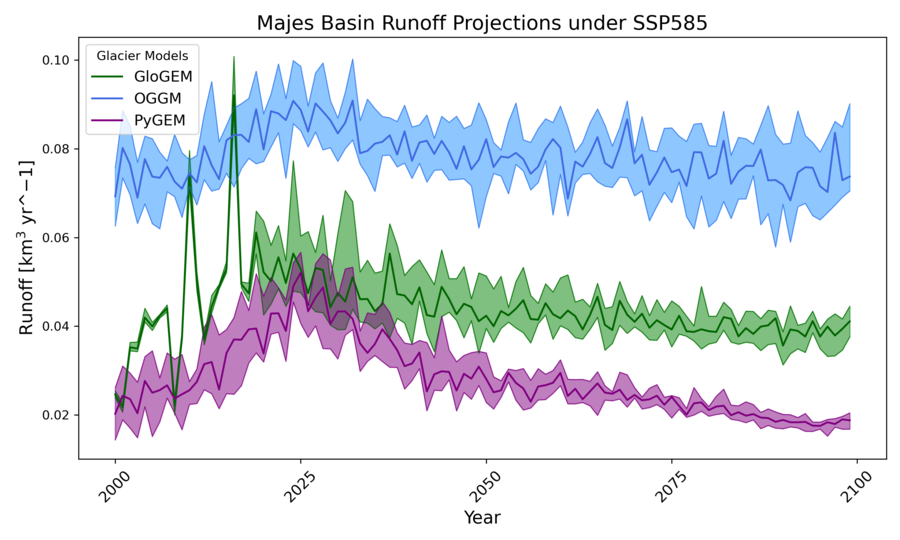 Majes Basin Runoff Projections under SSP585
Glacier Models
GloGEM
OGGM
PyGEM
Runoff [km³ yr^−1]
0.10
0.08
0.06
0.04
0.02
2000
2025
2050
2075
2100
Year